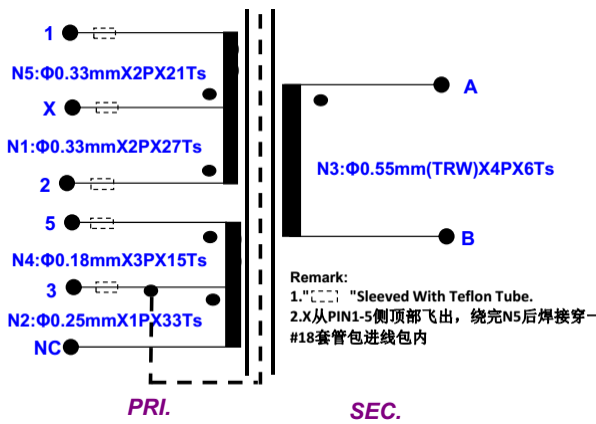 1
N5:Φ0.33mmX2PX21Ts
X
N1:Φ0.33mmX2PX27Ts
2
5
N4:Φ0.18mmX3PX15Ts
3
N2:Φ0.25mmX1PX33Ts
NC
PRI.
A
N3:Φ0.55mm(TRW)X4PX6Ts
B
Remark:
1." "Sleeved With Teflon Tube.
2.X从PIN1-5侧顶部飞出，绕完N5后焊接穿一
#18套管包进线包内
SEC.